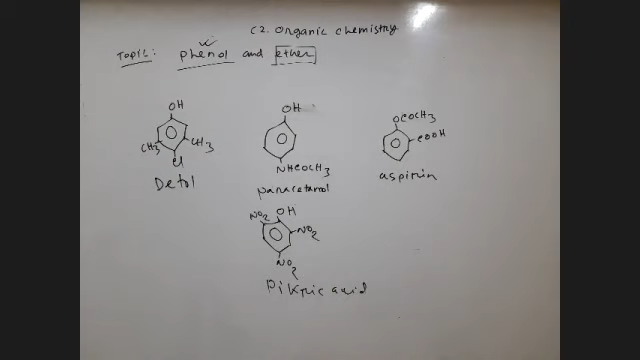 C2. Organic chemistry
Topic: phenol and ether
OH
CH3 CH3
Cl
Detol
OH
NHCOCH3
paracetamol
OCOCH3
COOH
aspirin
OH
NO2 NO2
NO2
Pikric acid